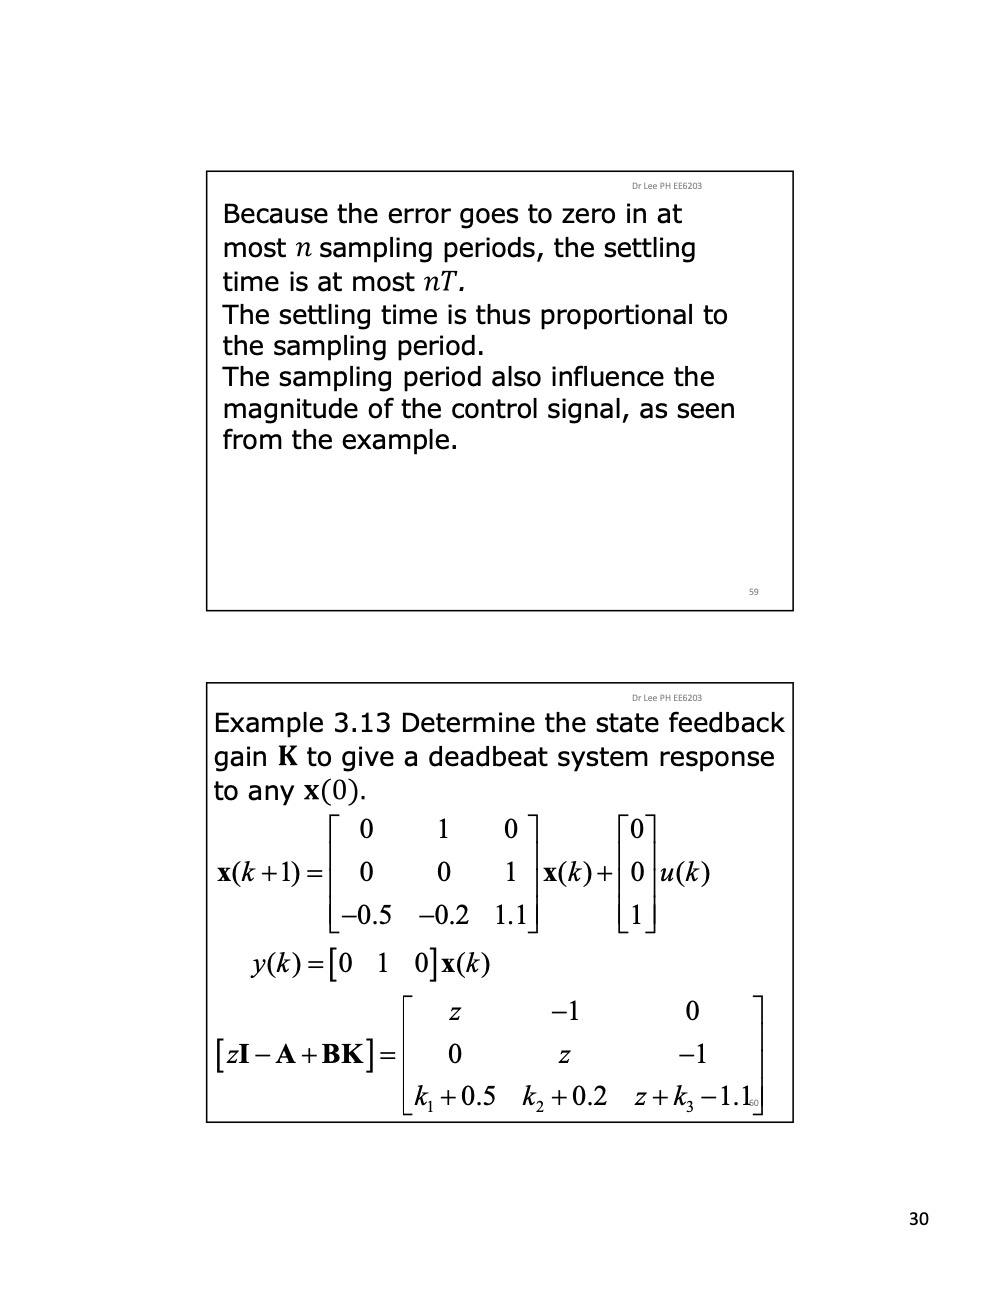 Dr Lee PH EE6203
Because the error goes to zero in at
most n sampling periods, the settling
time is at most nT.
The settling time is thus proportional to
the sampling period.
The sampling period also influence the
magnitude of the control signal, as seen
from the example.
59
Dr Lee PH EE6203
Example 3.13 Determine the state feedback
gain K to give a deadbeat system response
to any x(0).
x(k+1) = [0 1 0; 0 0 1; −0.5 −0.2 1.1] x(k) + [0; 0; 1] u(k)
y(k) = [0 1 0] x(k)
[zI − A + BK] = [z −1 0; 0 z −1; k₁ + 0.5 k₂ + 0.2 z + k₃ − 1.1]
60
30